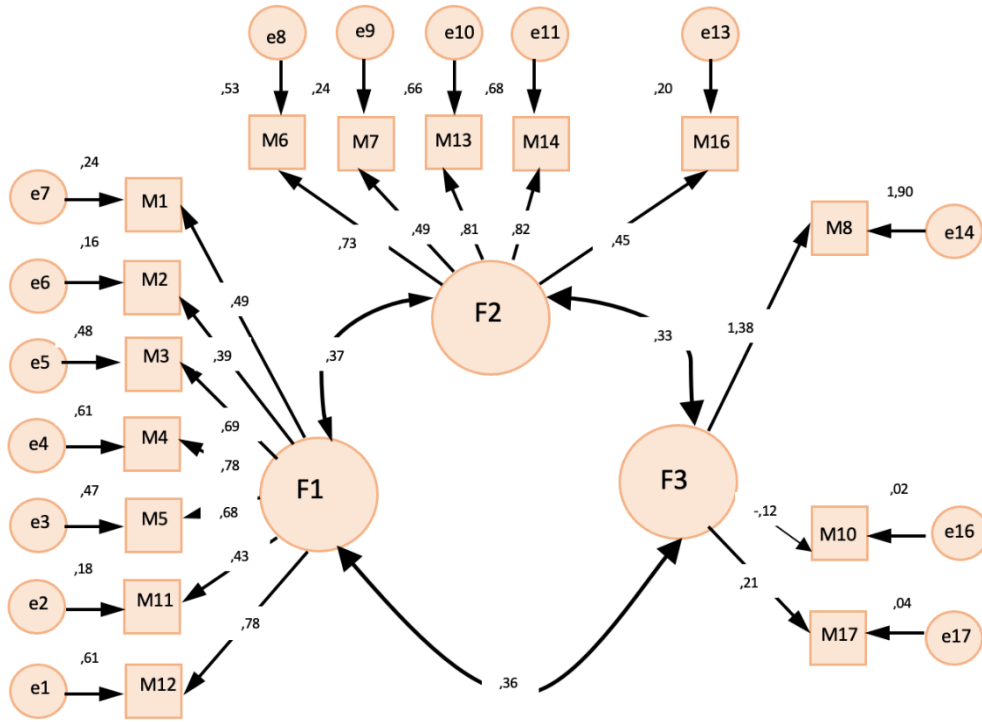 e8
e9
e10
e11
e13
,53
,24
,66
,68
,20
M6
M7
M13
M14
M16
,73
,49
,81
,82
,45
F2
e7
,24
M1
e6
,16
M2
e5
,48
M3
e4
,61
M4
e3
,47
M5
e2
,18
M11
e1
,61
M12
,49
,39
,69
,78
,68
,43
,78
F1
,37
,33
,36
F3
1,38
-,12
,21
M8
1,90
e14
M10
,02
e16
M17
,04
e17